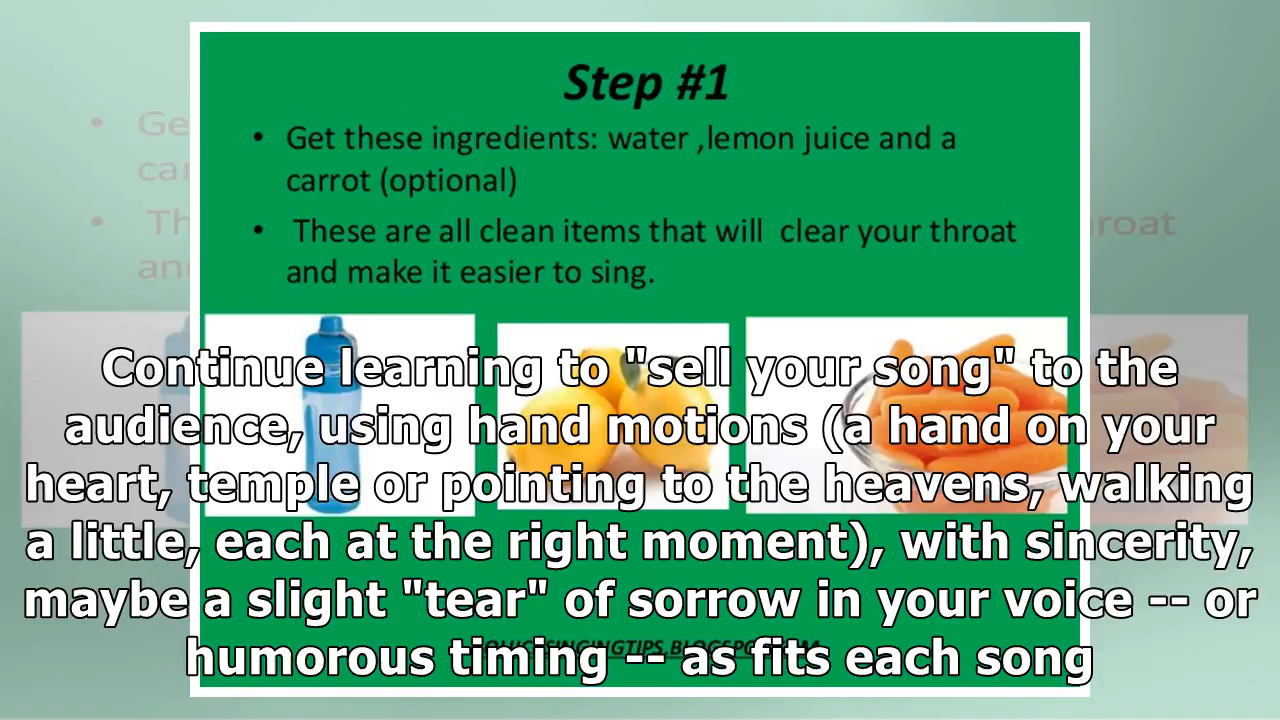 Step #1
• Get these ingredients: water ,lemon juice and a
carrot (optional)
• These are all clean items that will clear your throat
and make it easier to sing.
Continue learning to "sell your song" to the
audience, using hand motions (a hand on your
heart, temple or pointing to the heavens, walking
a little, each at the right moment), with sincerity,
maybe a slight "tear" of sorrow in your voice -- or
humorous timing -- as fits each song